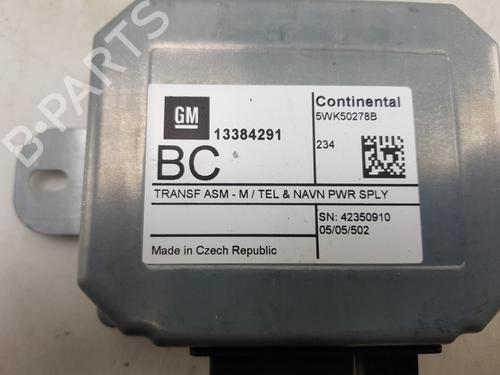 B-PARTS
GM
13384291
BC
Continental
5WK50278B
234
TRANSF ASM - M / TEL & NAVN PWR SPLY
SN: 42350910
05/05/502
Made in Czech Republic